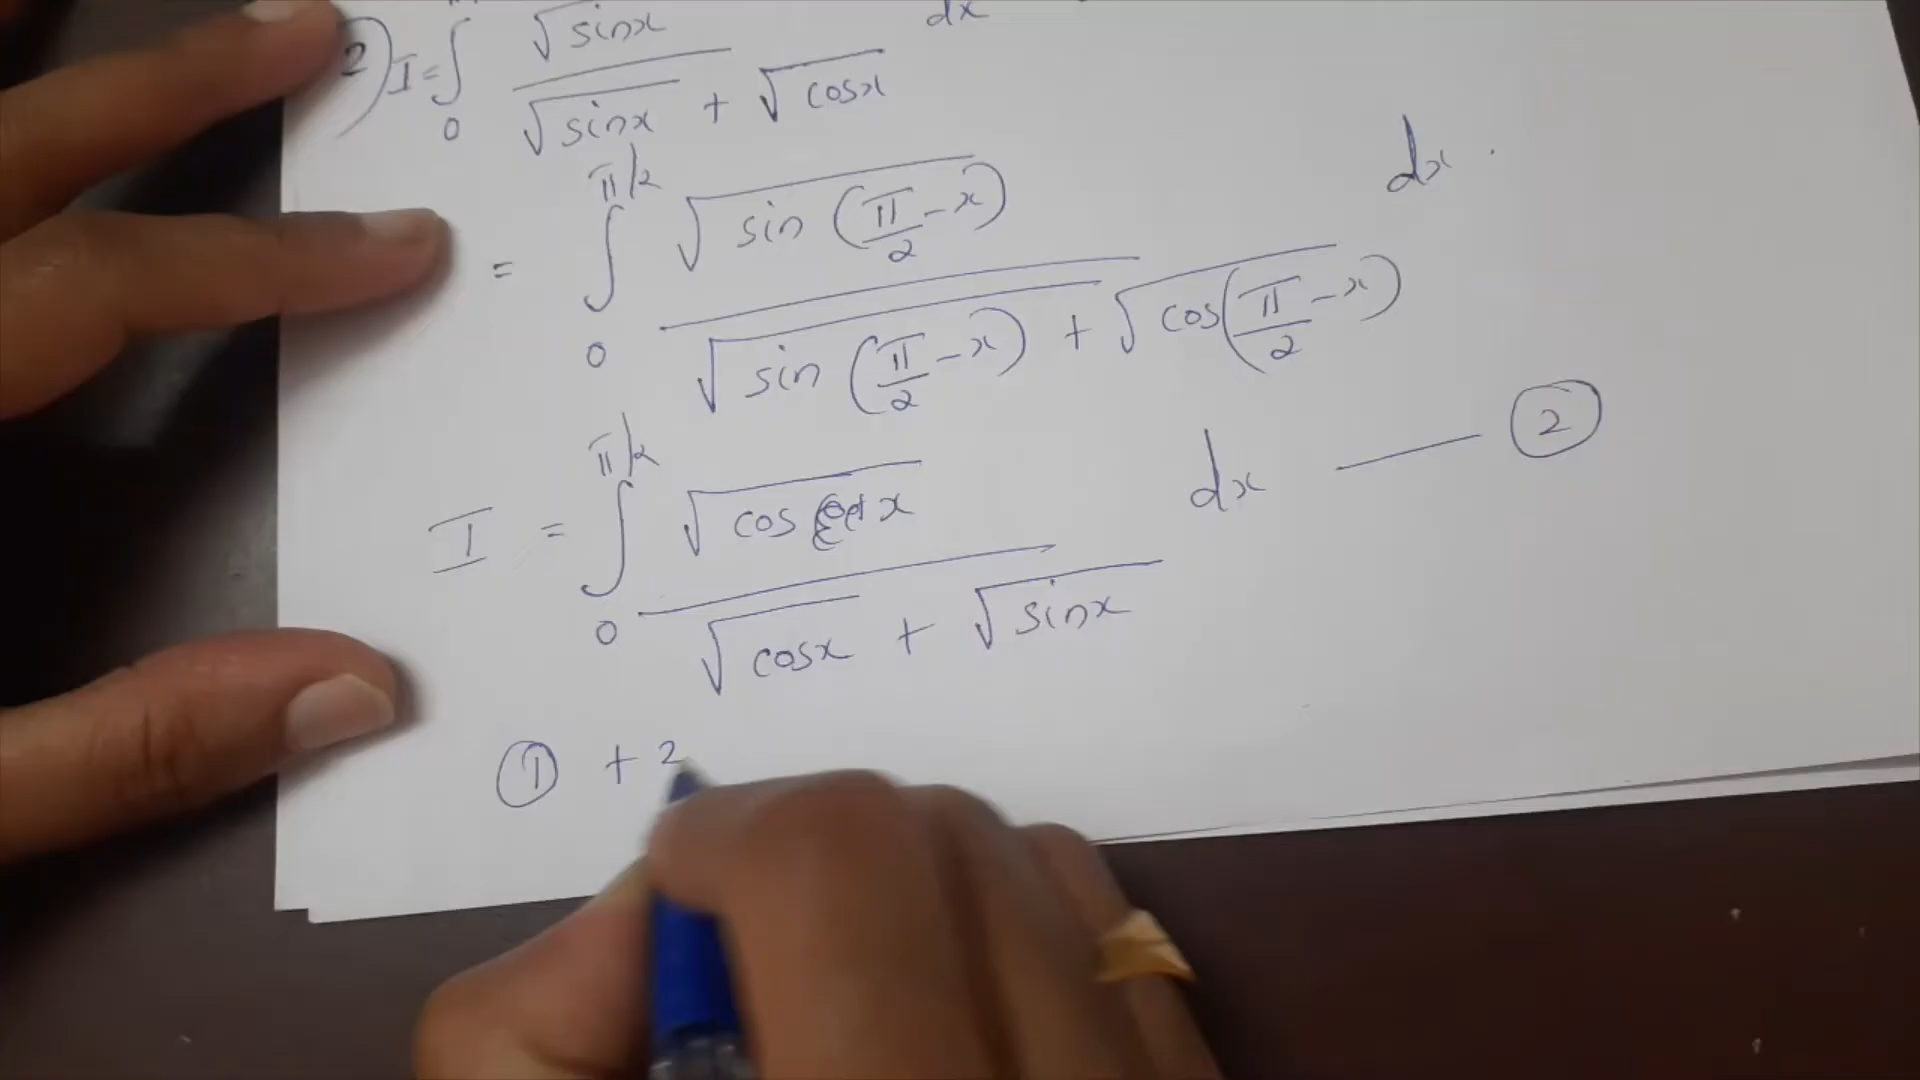 2) I = ∫₀ √sinx / (√sinx + √cosx) dx
= ∫₀^(π/2) √sin(π/2 - x) / (√sin(π/2 - x) + √cos(π/2 - x)) dx .
I = ∫₀^(π/2) √cos x / (√cosx + √sinx) dx — ②
① + 2